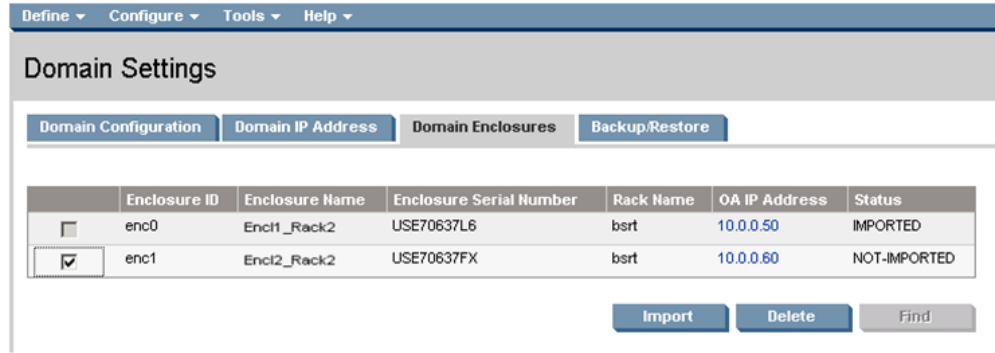 Define Configure Tools Help
Domain Settings
Domain Configuration Domain IP Address Domain Enclosures Backup/Restore
Enclosure ID Enclosure Name Enclosure Serial Number Rack Name OA IP Address Status
enc0 Encl1_Rack2 USE70637L6 bsrt 10.0.0.50 IMPORTED
enc1 Encl2_Rack2 USE70637FX bsrt 10.0.0.60 NOT-IMPORTED
Import Delete Find